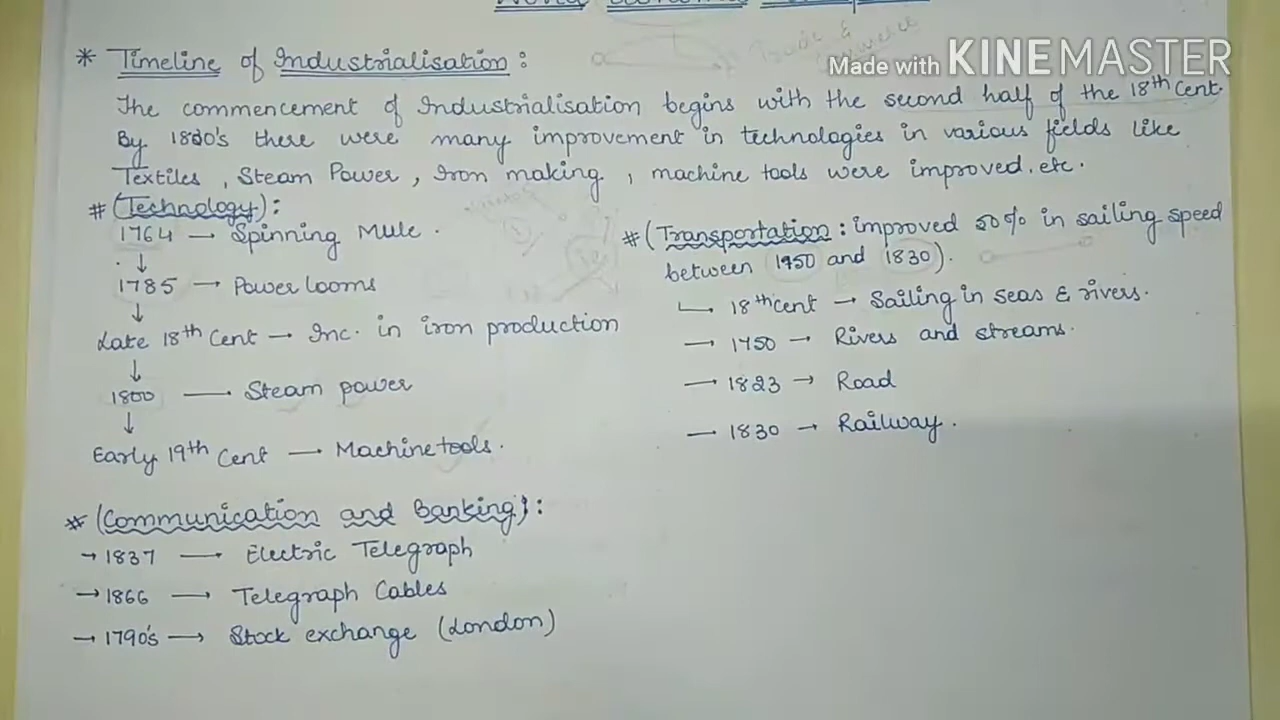 World Economic
Made with KINEMASTER
* Timeline of Industrialisation :
The commencement of Industrialisation begins with the second half of the 18th Cent.
By 1830's there were many improvement in technologies in various fields like
Textiles , Steam Power , Iron making , machine tools were improved . etc .
# (Technology) :
1764 → Spinning Mule .
↓
1785 → Power looms
↓
Late 18th Cent → Inc. in iron production
↓
1800 → Steam power
↓
Early 19th Cent → Machine tools .
# (Transportation : improved 50% in sailing speed
between 1750 and 1830).
→ 18th cent → Sailing in seas & rivers .
→ 1750 → Rivers and streams .
→ 1823 → Road
→ 1830 → Railway .
# (Communication and Banking) :
→ 1837 → Electric Telegraph
→ 1866 → Telegraph Cables
→ 1790's → Stock exchange (London)